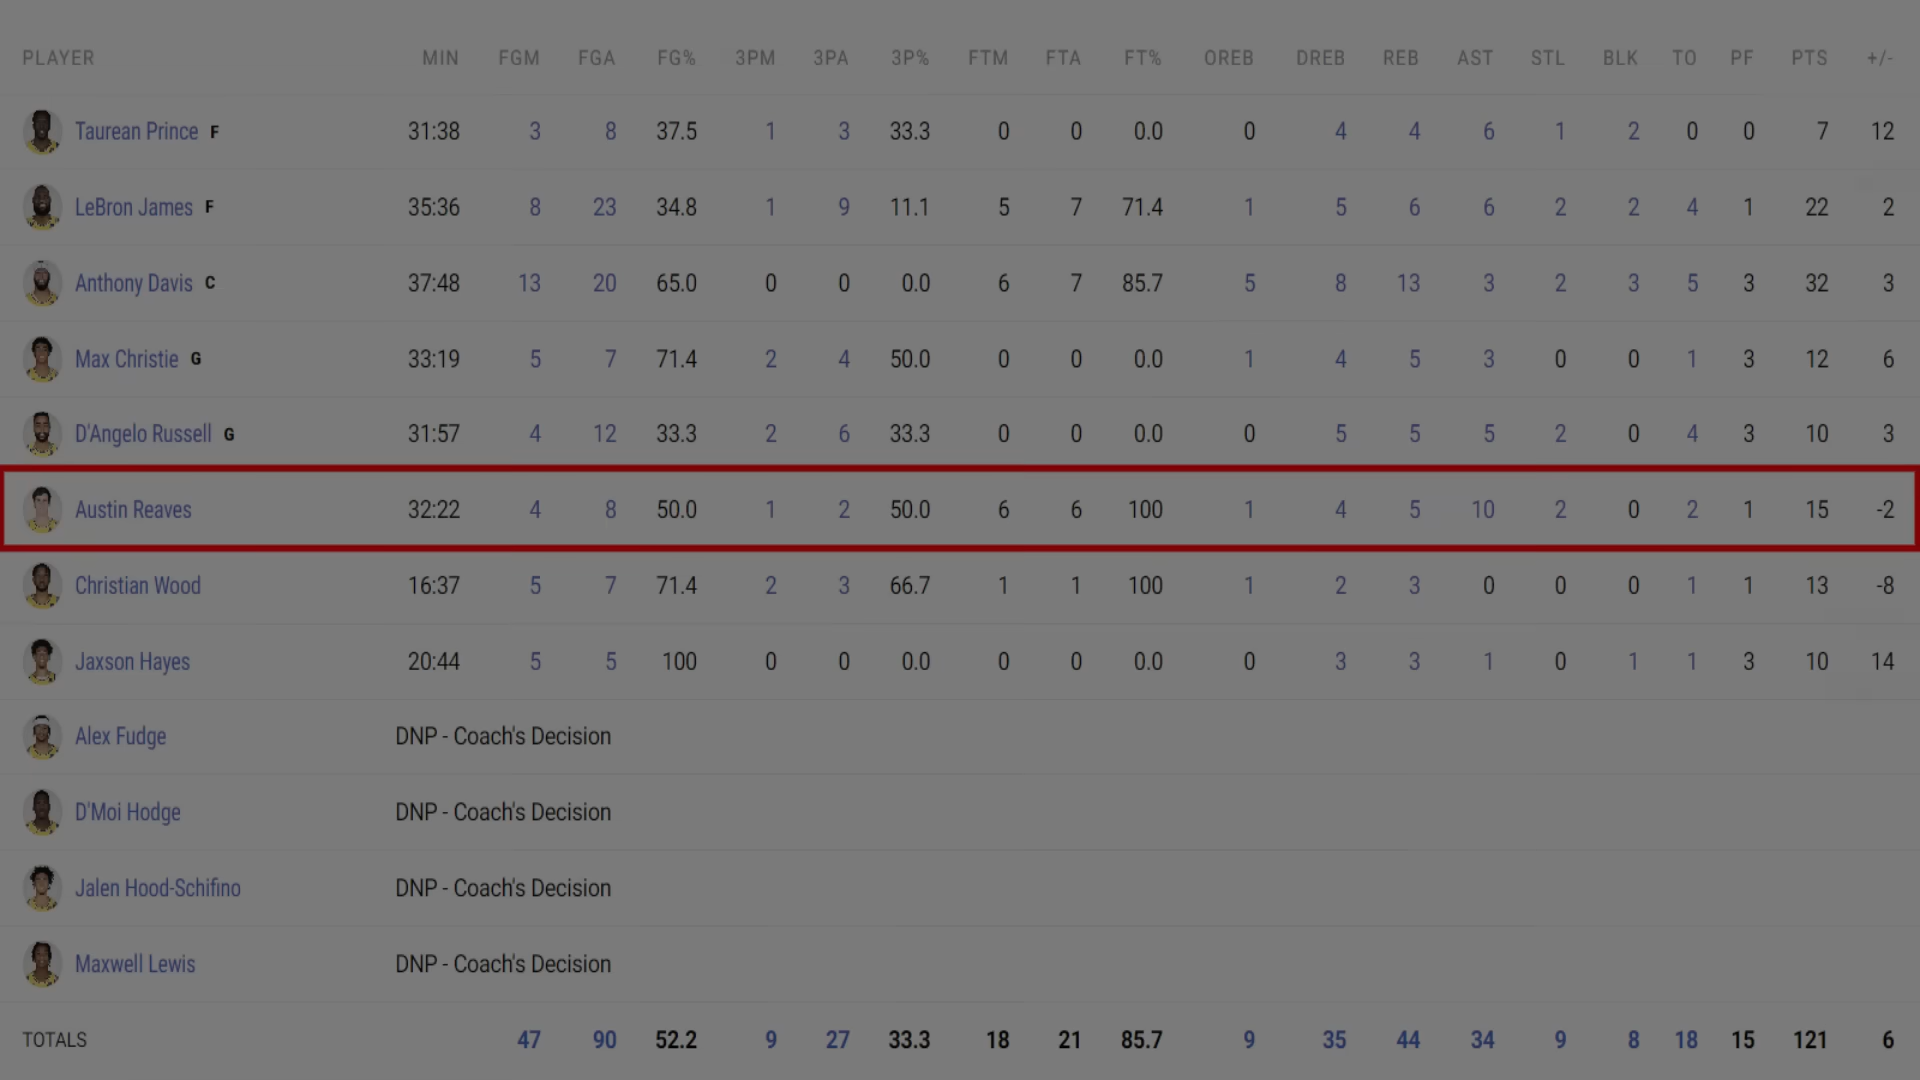 PLAYER MIN FGM FGA FG% 3PM 3PA 3P% FTM FTA FT% OREB DREB REB AST STL BLK TO PF PTS +/-
Taurean Prince F 31:38 3 8 37.5 1 3 33.3 0 0 0.0 0 4 4 6 1 2 0 0 7 12
LeBron James F 35:36 8 23 34.8 1 9 11.1 5 7 71.4 1 5 6 6 2 2 4 1 22 2
Anthony Davis C 37:48 13 20 65.0 0 0 0.0 6 7 85.7 5 8 13 3 2 3 5 3 32 3
Max Christie G 33:19 5 7 71.4 2 4 50.0 0 0 0.0 1 4 5 3 0 0 1 3 12 6
D'Angelo Russell G 31:57 4 12 33.3 2 6 33.3 0 0 0.0 0 5 5 5 2 0 4 3 10 3
Austin Reaves 32:22 4 8 50.0 1 2 50.0 6 6 100 1 4 5 10 2 0 2 1 15 -2
Christian Wood 16:37 5 7 71.4 2 3 66.7 1 1 100 1 2 3 0 0 0 1 1 13 -8
Jaxson Hayes 20:44 5 5 100 0 0 0.0 0 0 0.0 0 3 3 1 0 1 1 3 10 14
Alex Fudge DNP - Coach's Decision
D'Moi Hodge DNP - Coach's Decision
Jalen Hood-Schifino DNP - Coach's Decision
Maxwell Lewis DNP - Coach's Decision
TOTALS 47 90 52.2 9 27 33.3 18 21 85.7 9 35 44 34 9 8 18 15 121 6